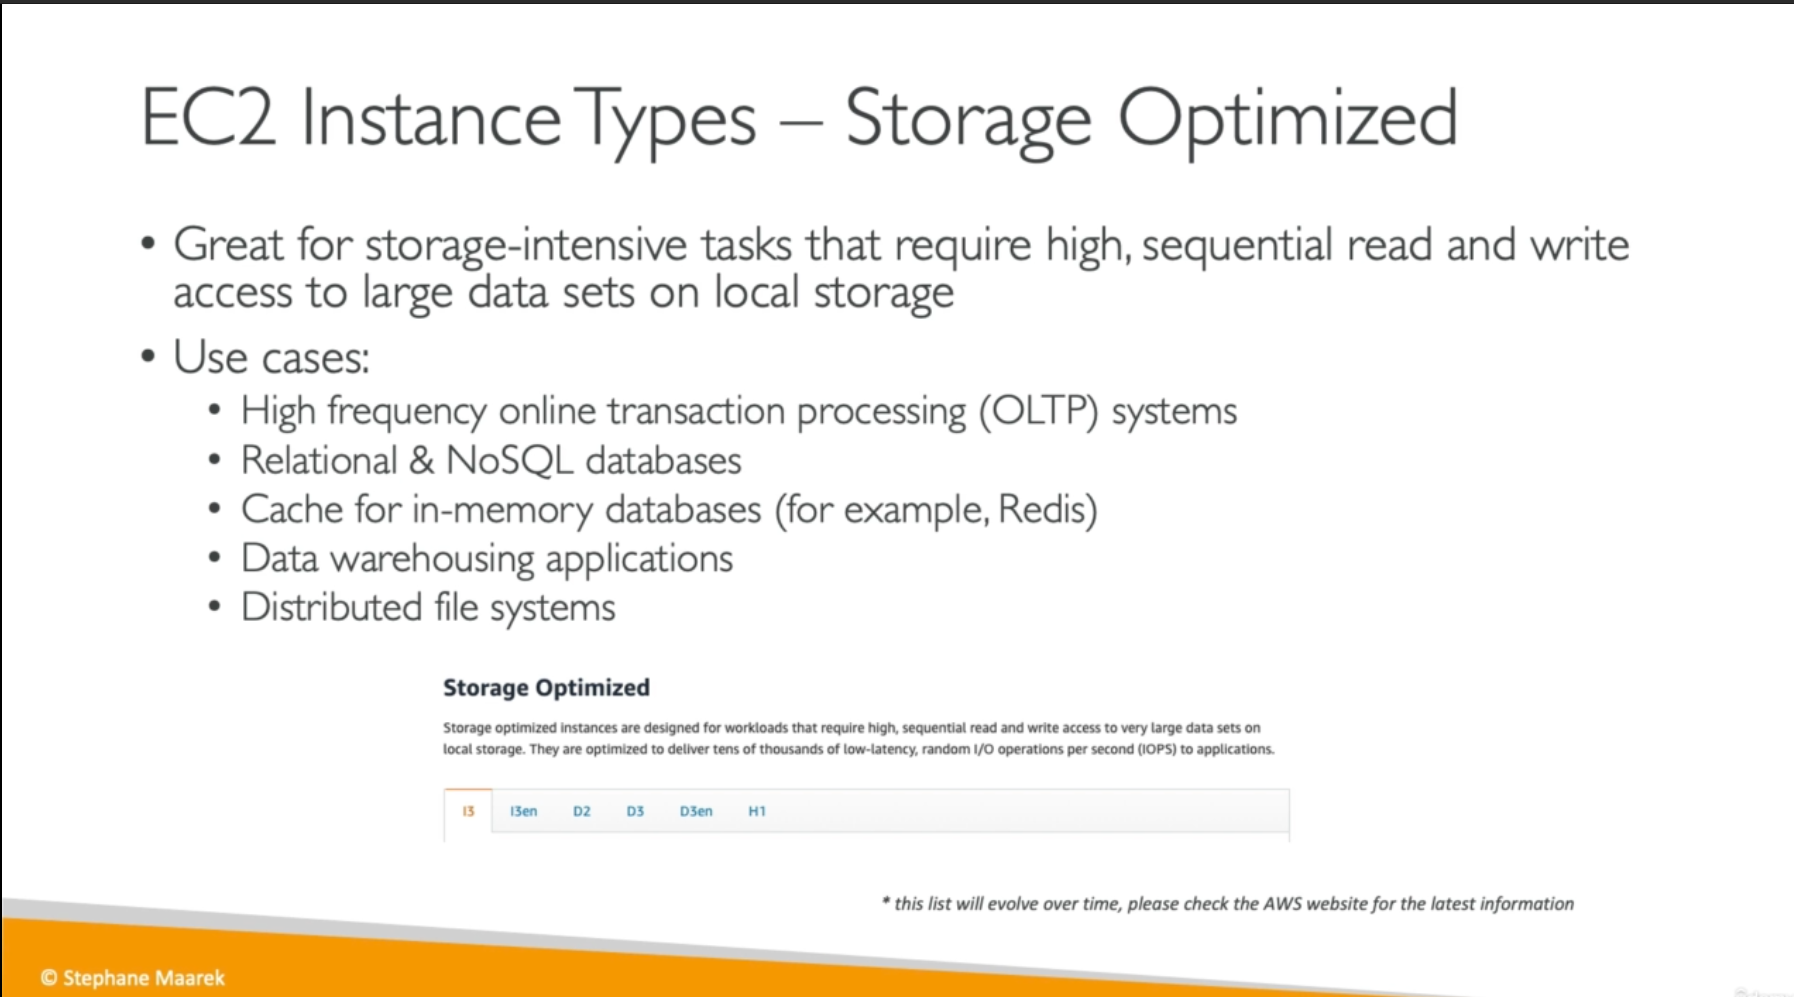 EC2 Instance Types – Storage Optimized
• Great for storage-intensive tasks that require high, sequential read and write
access to large data sets on local storage
• Use cases:
• High frequency online transaction processing (OLTP) systems
• Relational & NoSQL databases
• Cache for in-memory databases (for example, Redis)
• Data warehousing applications
• Distributed file systems
Storage Optimized
Storage optimized instances are designed for workloads that require high, sequential read and write access to very large data sets on
local storage. They are optimized to deliver tens of thousands of low-latency, random I/O operations per second (IOPS) to applications.
I3 I3en D2 D3 D3en H1
* this list will evolve over time, please check the AWS website for the latest information
© Stephane Maarek